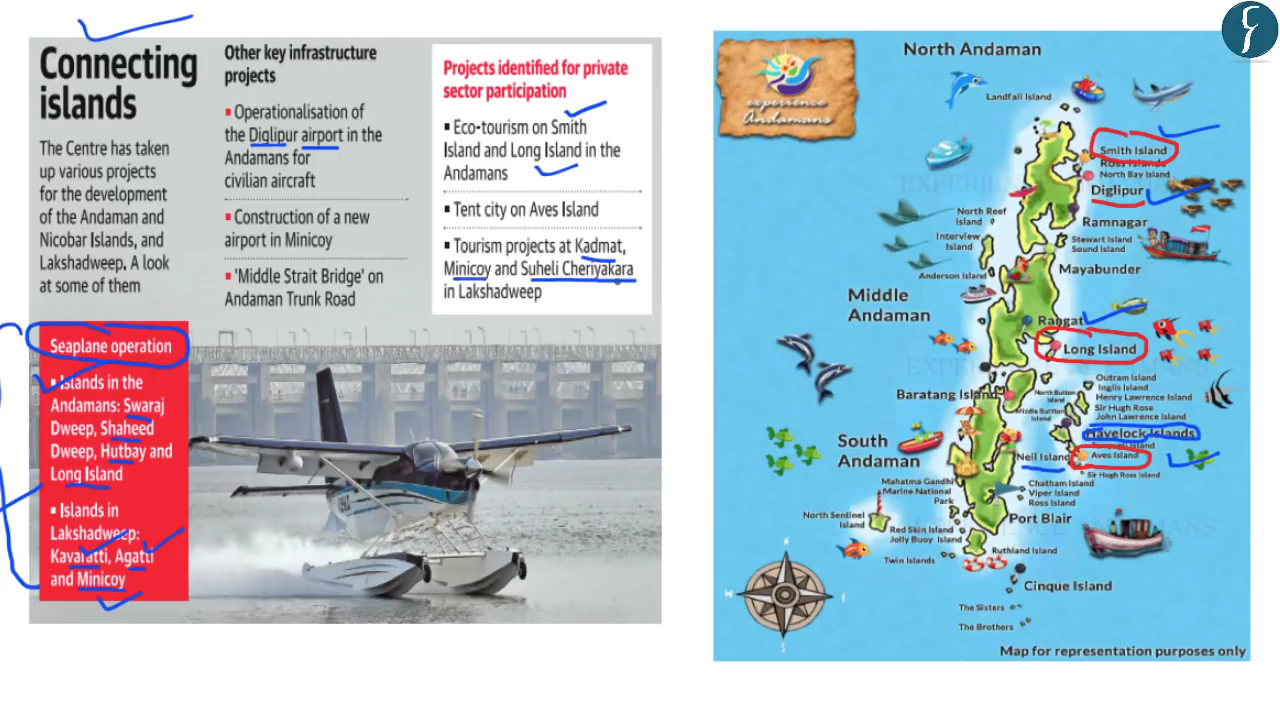 Connecting
islands
The Centre has taken
up various projects
for the development
of the Andaman and
Nicobar Islands, and
Lakshadweep. A look
at some of them
Other key infrastructure
projects
▪ Operationalisation of
the Diglipur airport in the
Andamans for
civilian aircraft
▪ Construction of a new
airport in Minicoy
▪ 'Middle Strait Bridge' on
Andaman Trunk Road
Projects identified for private
sector participation
▪ Eco-tourism on Smith
Island and Long Island in the
Andamans
▪ Tent city on Aves Island
▪ Tourism projects at Kadmat,
Minicoy and Suheli Cheriyakara
in Lakshadweep
Seaplane operation
▪ Islands in the
Andamans: Swaraj
Dweep, Shaheed
Dweep, Hutbay and
Long Island
▪ Islands in
Lakshadweep:
Kavaratti, Agatti
and Minicoy
experience
Andamans
North Andaman
Landfall Island
Smith Island
Ross Islands
North Bay Island
Diglipur
North Reef
Island
Ramnagar
Interview
Island
Stewart Island
Sound Island
Anderson Island
Mayabunder
Middle
Andaman
Rangat
Long Island
Baratang Island
North Button
Island
Middle Button
Island
Outram Island
Inglis Island
Henry Lawrence Island
Sir Hugh Rose
John Lawrence Island
Havelock Islands
Island
South
Andaman
Neil Island
Aves Island
Sir Hugh Ross Island
Mahatma Gandhi
Marine National
Park
Chatham Island
Viper Island
Ross Island
North Sentinel
Island
Port Blair
Red Skin Island
Jolly Buoy Island
Twin Islands
Ruthland Island
Cinque Island
The Sisters
The Brothers
N
W
E
S
Map for representation purposes only